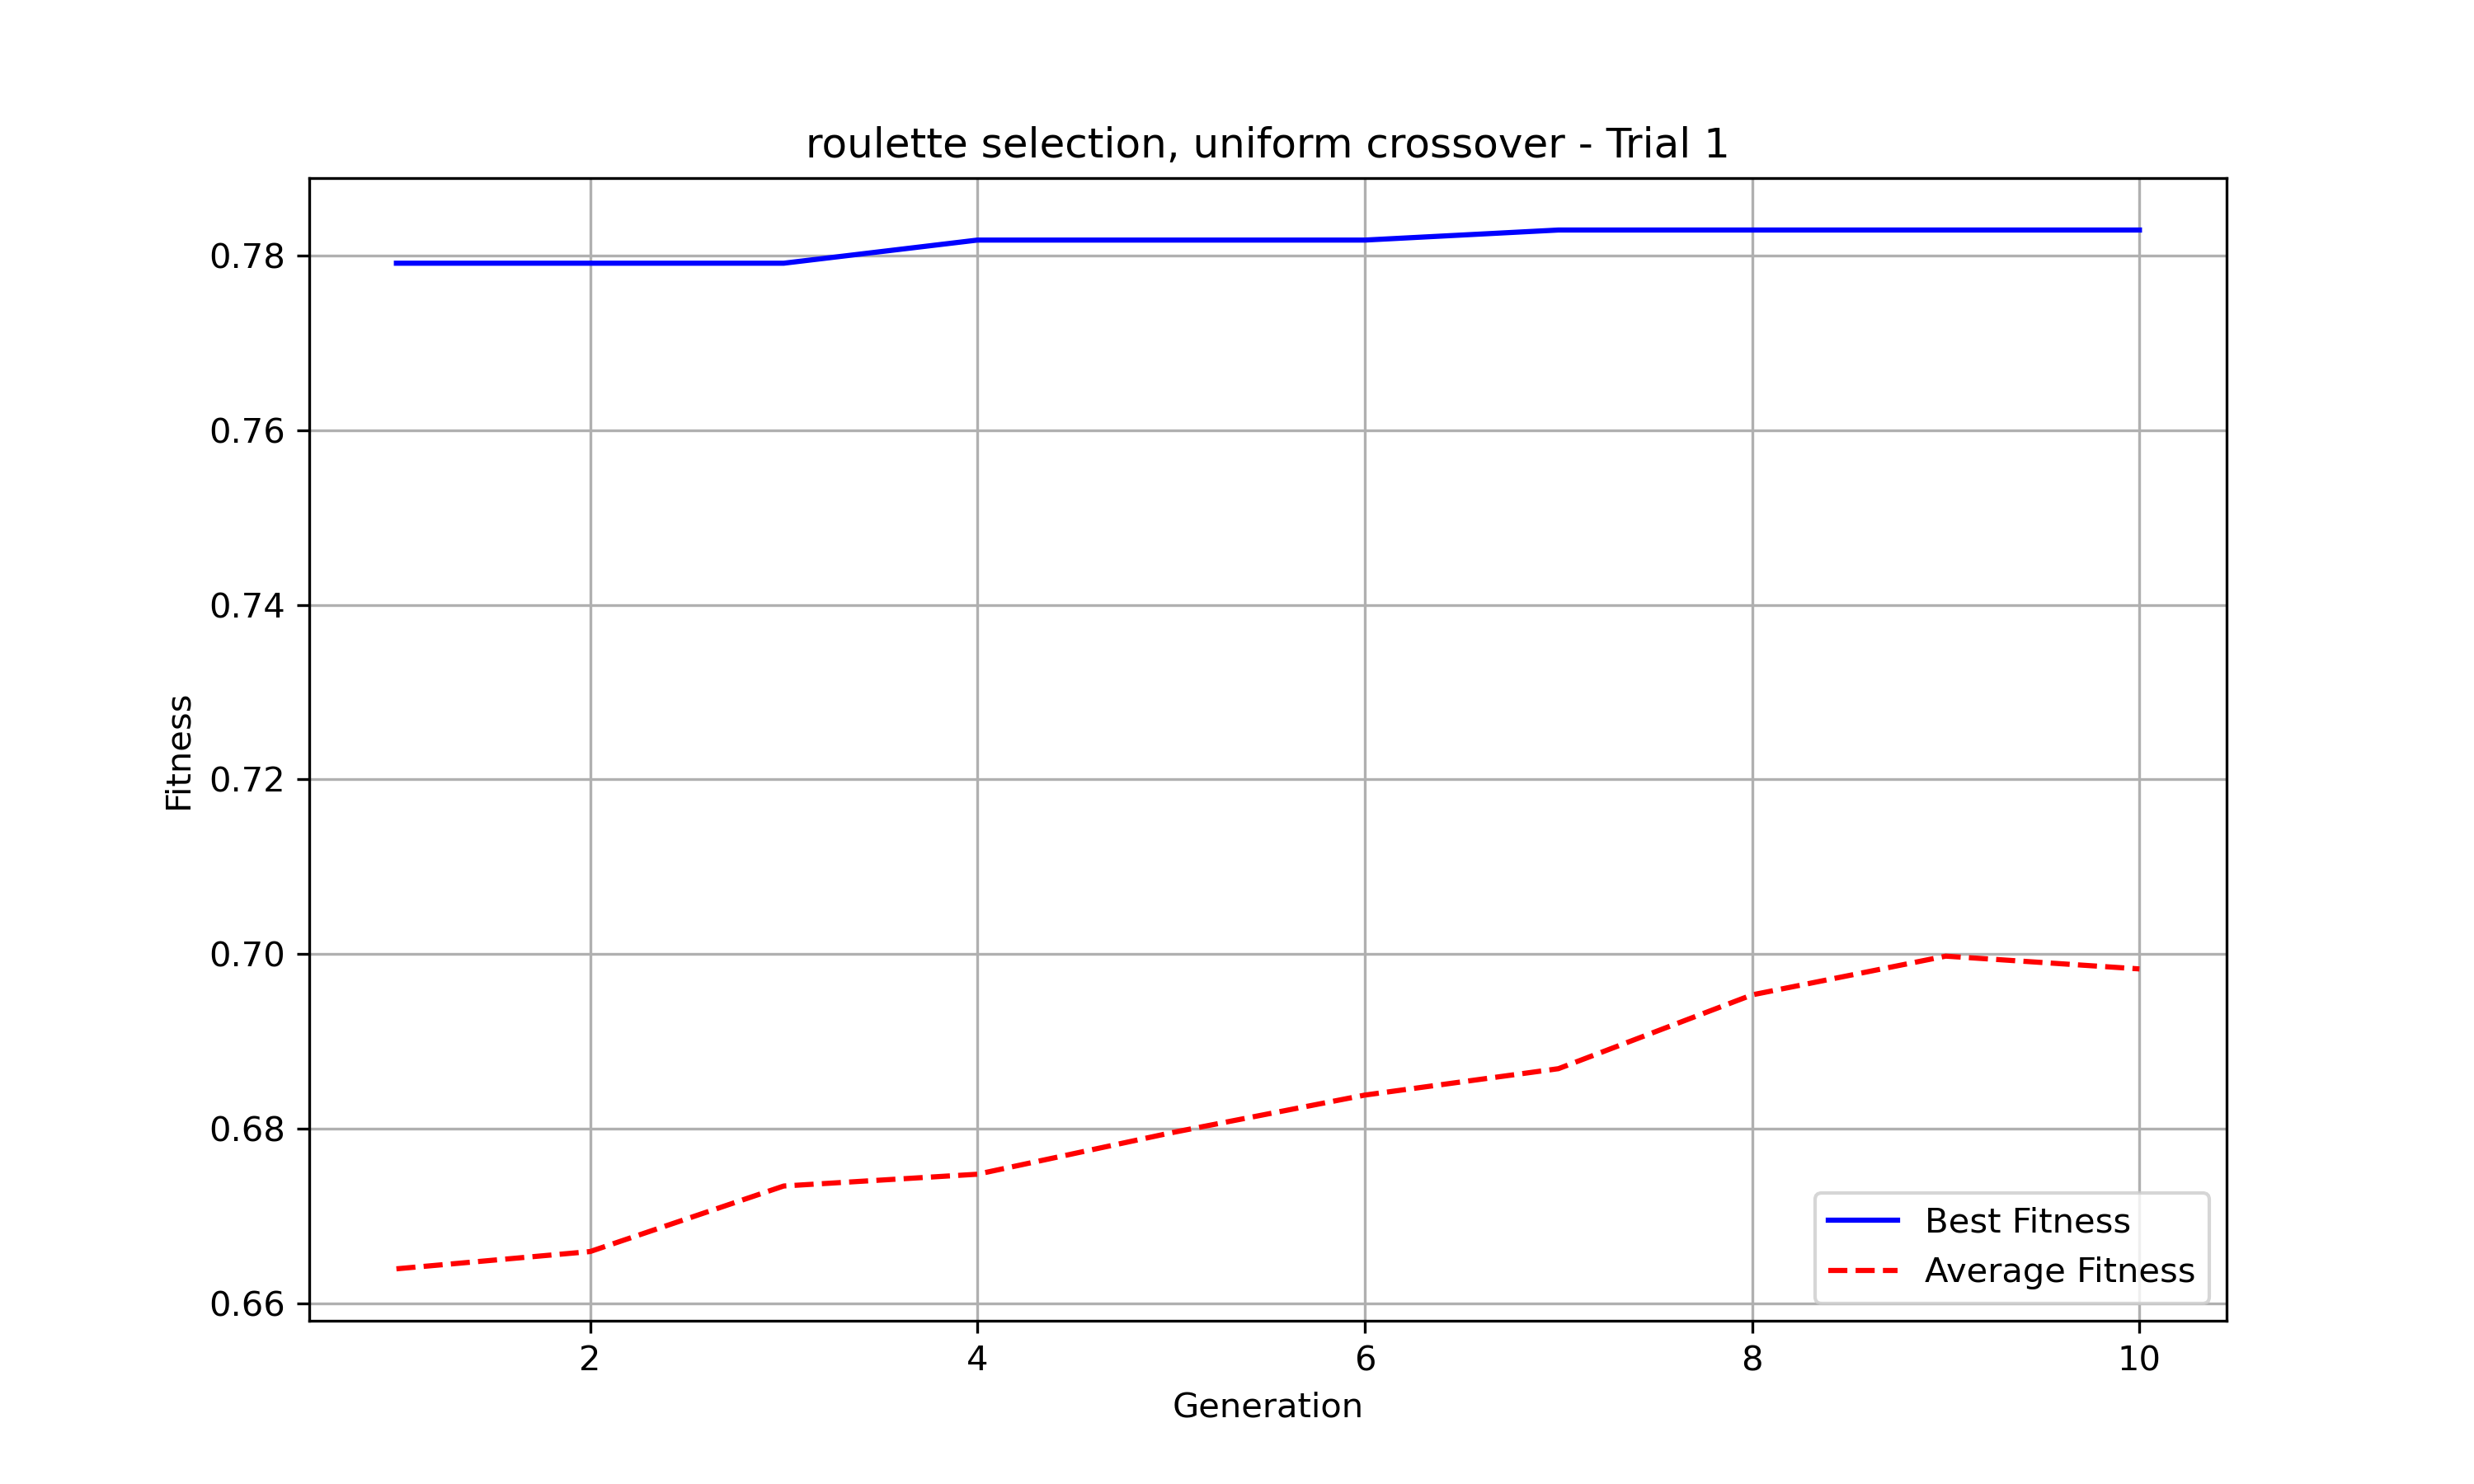 roulette selection, uniform crossover - Trial 1
0.78
0.76
0.74
0.72
0.70
0.68
0.66
Fitness
Best Fitness
Average Fitness
2 4 6 8 10
Generation